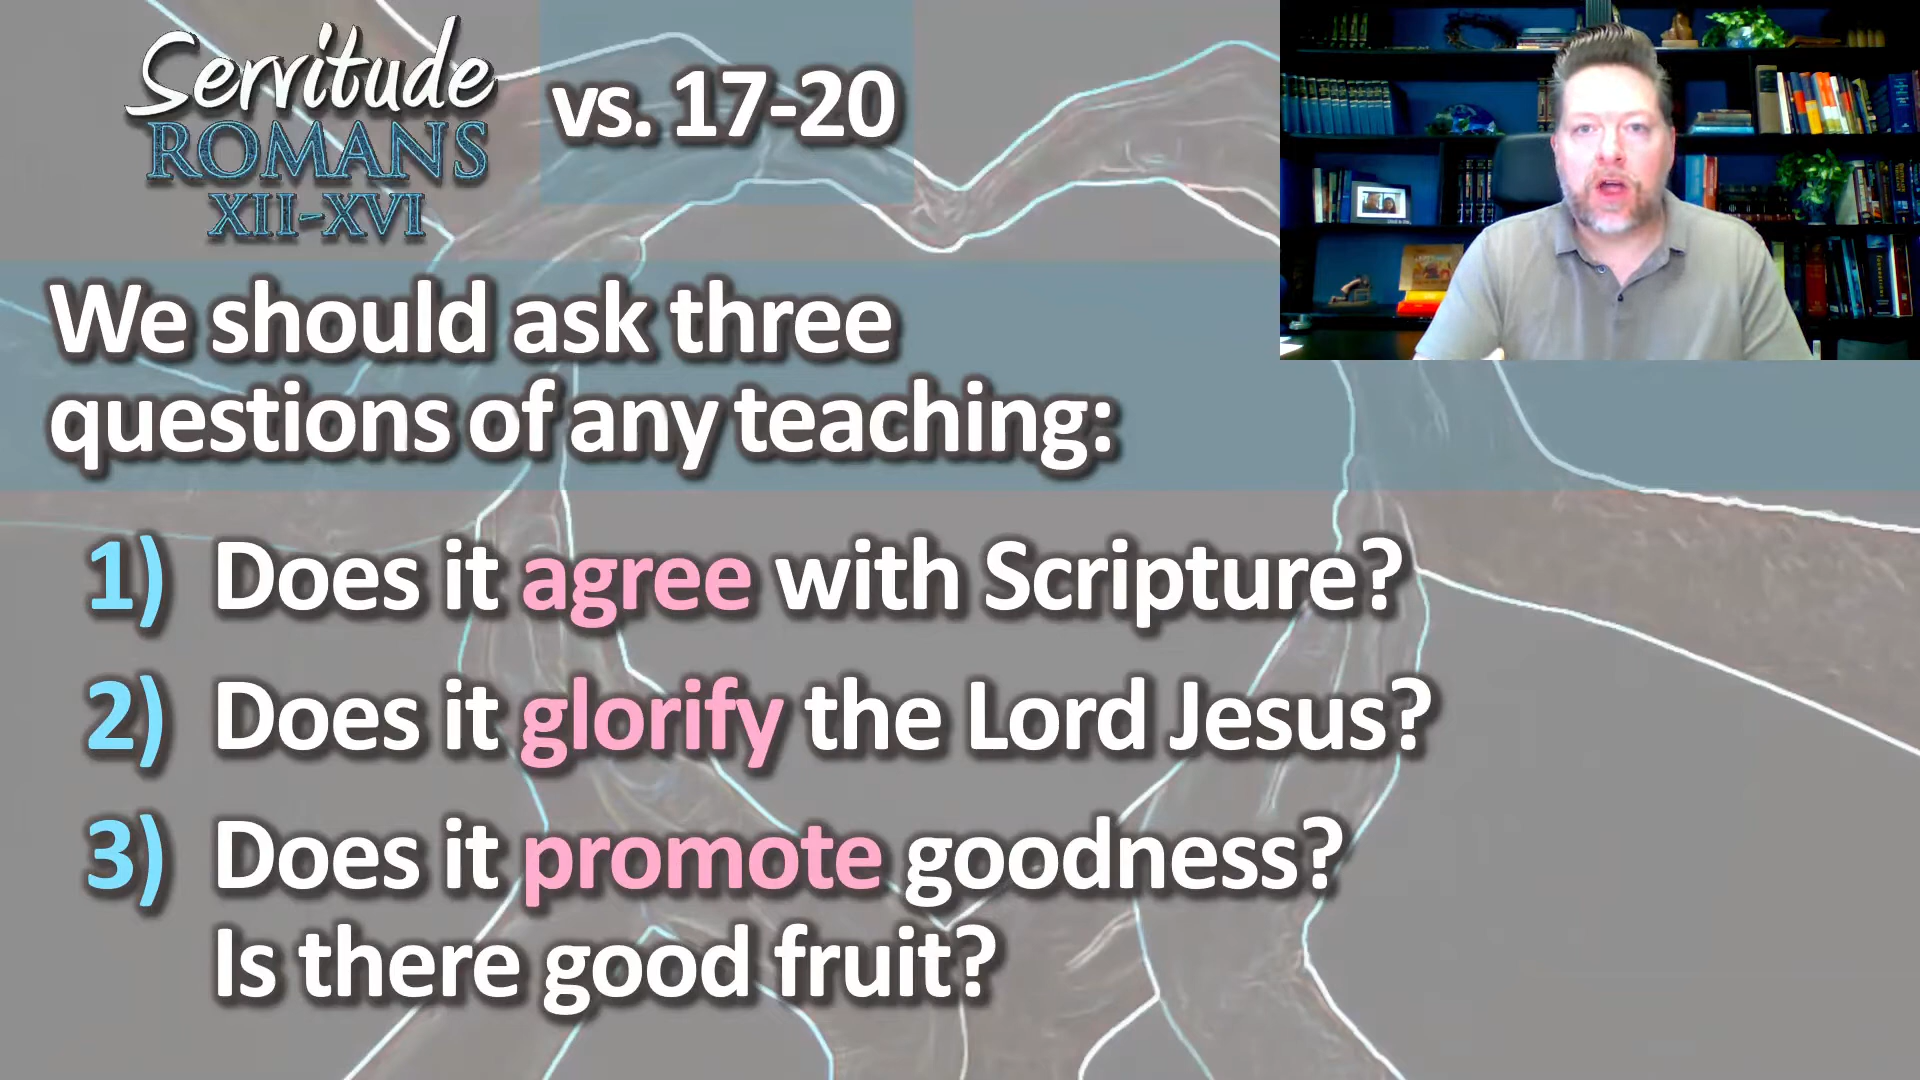 Servitude
ROMANS
XII-XVI
vs. 17-20
We should ask three
questions of any teaching:
1) Does it agree with Scripture?
2) Does it glorify the Lord Jesus?
3) Does it promote goodness?
Is there good fruit?